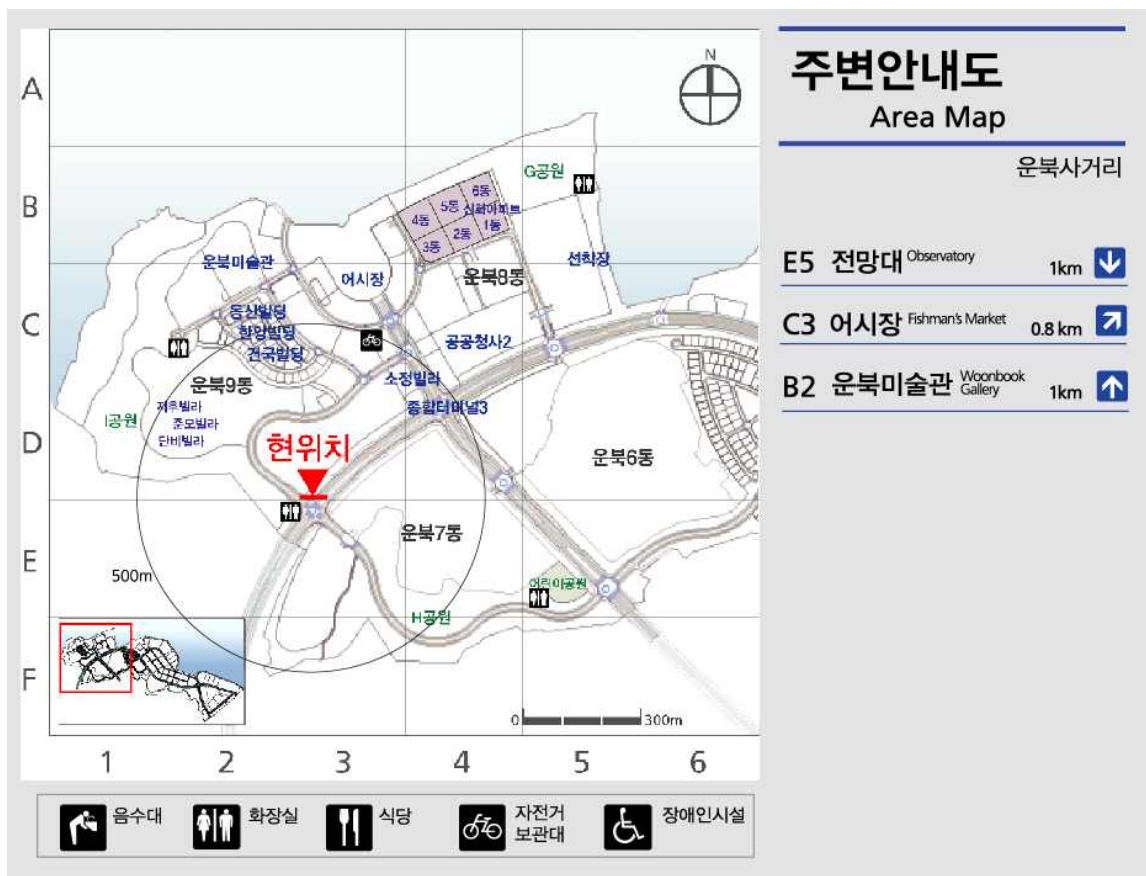 주변안내도
Area Map
운북사거리
E5 전망대 Observatory 1km
C3 어시장 Fishman's Market 0.8 km
B2 운북미술관 Woonbook Gallery 1km
N
A
B
C
D
E
F
G공원
6동
5동 신화아파트
4동 1동
2동
3동
운북미술관
어시장
운북8동
선착장
동산빌딩
한양빌딩
건국빌딩
공공청사2
소정빌라
운북9동
종합터미널3
I공원
준모빌라
단비빌라
현위치
운북6동
운북7동
500m
어린이공원
H공원
0 300m
1 2 3 4 5 6
음수대
화장실
식당
자전거
보관대
장애인시설